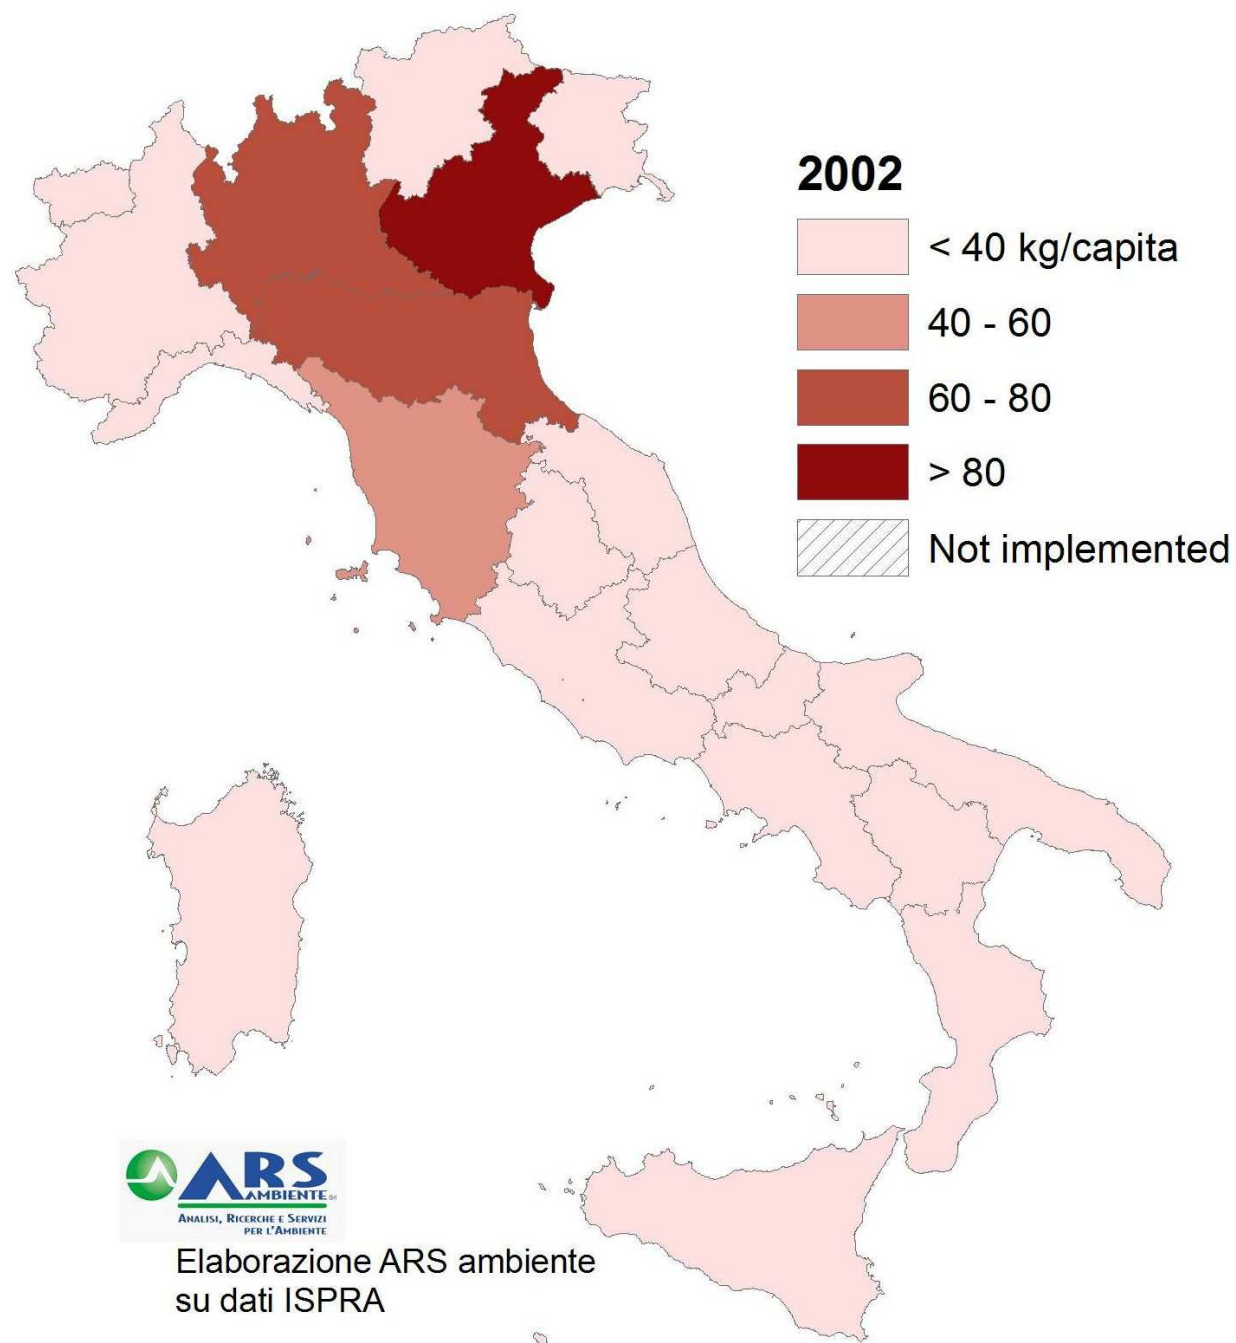 2002
< 40 kg/capita
40 - 60
60 - 80
> 80
Not implemented
ARS
AMBIENTE Srl
ANALISI, RICERCHE E SERVIZI
PER L'AMBIENTE
Elaborazione ARS ambiente
su dati ISPRA